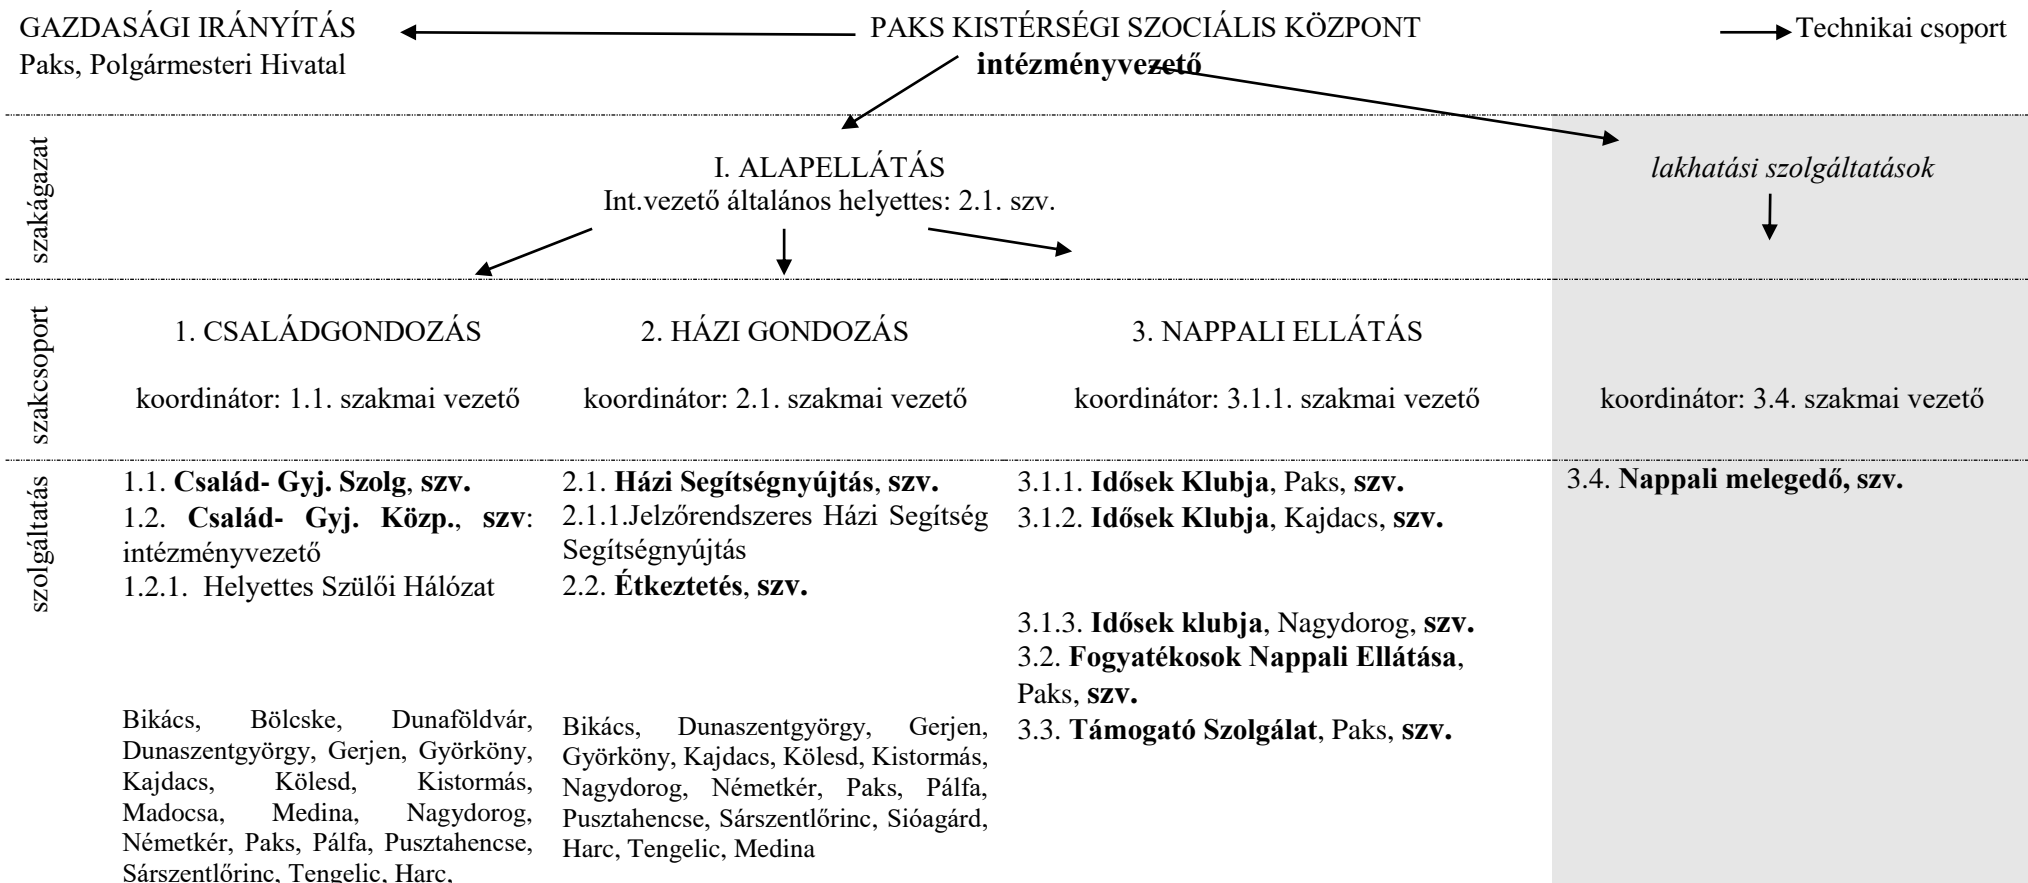 GAZDASÁGI IRÁNYÍTÁS
Paks, Polgármesteri Hivatal
PAKS KISTÉRSÉGI SZOCIÁLIS KÖZPONT
intézményvezető
Technikai csoport
szakágazat
I. ALAPELLÁTÁS
Int.vezető általános helyettes: 2.1. szv.
lakhatási szolgáltatások
szakcsoport
1. CSALÁDGONDOZÁS
koordinátor: 1.1. szakmai vezető
2. HÁZI GONDOZÁS
koordinátor: 2.1. szakmai vezető
3. NAPPALI ELLÁTÁS
koordinátor: 3.1.1. szakmai vezető
koordinátor: 3.4. szakmai vezető
szolgáltatás
1.1. Család- Gyj. Szolg, szv.
1.2. Család- Gyj. Közp., szv:
intézményvezető
1.2.1. Helyettes Szülői Hálózat
Bikács, Bölcske, Dunaföldvár,
Dunaszentgyörgy, Gerjen, Györköny,
Kajdacs, Kölesd, Kistormás,
Madocsa, Medina, Nagydorog,
Németkér, Paks, Pálfa, Pusztahencse,
Sárszentlőrinc, Tengelic, Harc,
2.1. Házi Segítségnyújtás, szv.
2.1.1.Jelzőrendszeres Házi Segítség
Segítségnyújtás
2.2. Étkeztetés, szv.
Bikács, Dunaszentgyörgy, Gerjen,
Györköny, Kajdacs, Kölesd, Kistormás,
Nagydorog, Németkér, Paks, Pálfa,
Pusztahencse, Sárszentlőrinc, Sióagárd,
Harc, Tengelic, Medina
3.1.1. Idősek Klubja, Paks, szv.
3.1.2. Idősek Klubja, Kajdacs, szv.
3.1.3. Idősek klubja, Nagydorog, szv.
3.2. Fogyatékosok Nappali Ellátása,
Paks, szv.
3.3. Támogató Szolgálat, Paks, szv.
3.4. Nappali melegedő, szv.